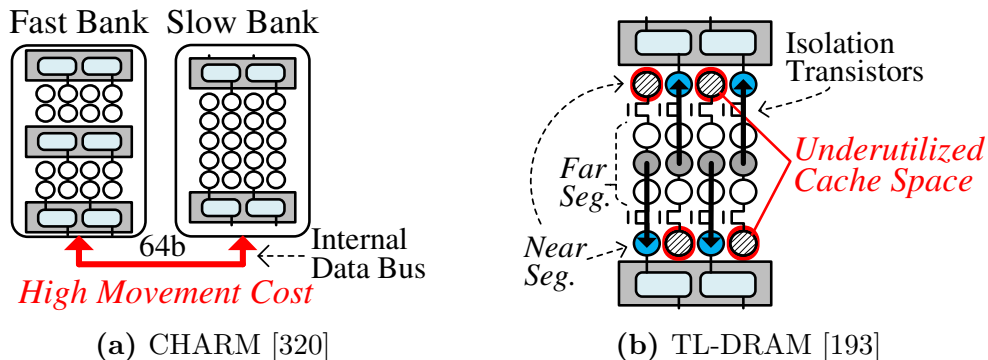 Fast Bank Slow Bank
64b
Internal
Data Bus
High Movement Cost
(a) CHARM [320]
Isolation
Transistors
Underutilized
Cache Space
Far
Seg.
Near
Seg.
(b) TL-DRAM [193]